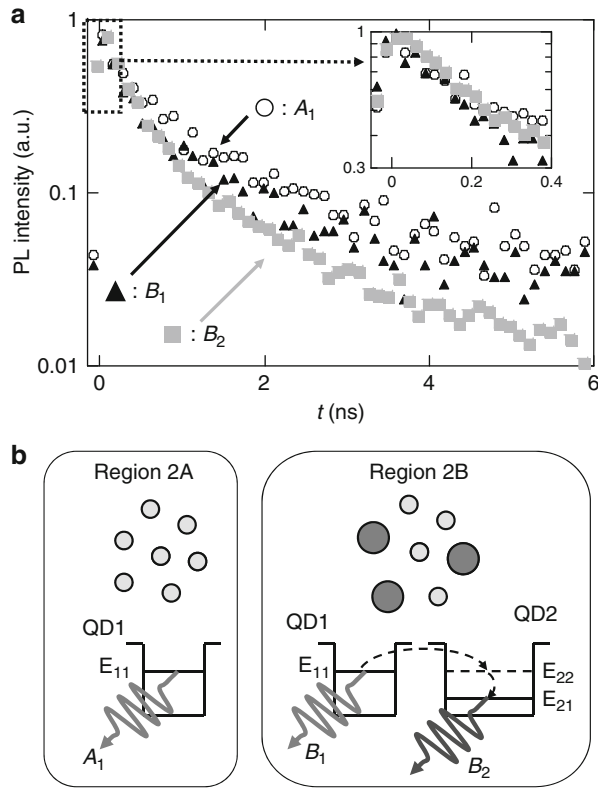 a
PL intensity (a.u.)
1
0.1
0.01
0
2
4
6
t (ns)
: A1
: B1
: B2
1
0.3
0
0.2
0.4
b
Region 2A
QD1
E11
A1
Region 2B
QD1
QD2
E11
E22
E21
B1
B2